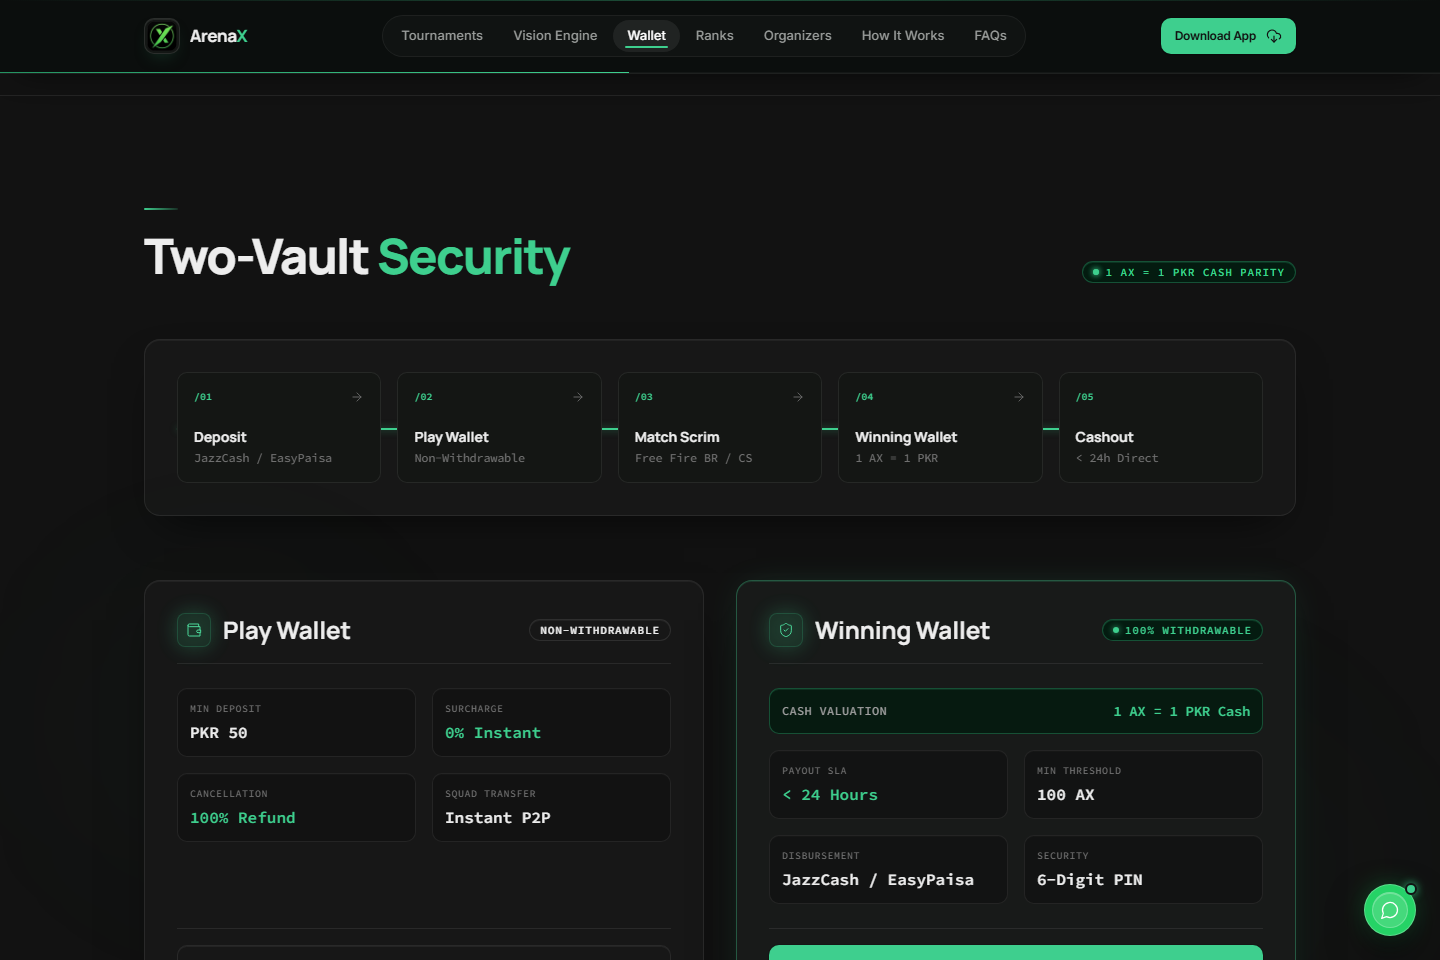 ArenaX
Tournaments
Vision Engine
Wallet
Ranks
Organizers
How It Works
FAQs
Download App
Two-Vault Security
1 AX = 1 PKR CASH PARITY
/01
Deposit
JazzCash / EasyPaisa
/02
Play Wallet
Non-Withdrawable
/03
Match Scrim
Free Fire BR / CS
/04
Winning Wallet
1 AX = 1 PKR
/05
Cashout
< 24h Direct
Play Wallet
NON-WITHDRAWABLE
MIN DEPOSIT
PKR 50
SURCHARGE
0% Instant
CANCELLATION
100% Refund
SQUAD TRANSFER
Instant P2P
Winning Wallet
100% WITHDRAWABLE
CASH VALUATION
1 AX = 1 PKR Cash
PAYOUT SLA
< 24 Hours
MIN THRESHOLD
100 AX
DISBURSEMENT
JazzCash / EasyPaisa
SECURITY
6-Digit PIN